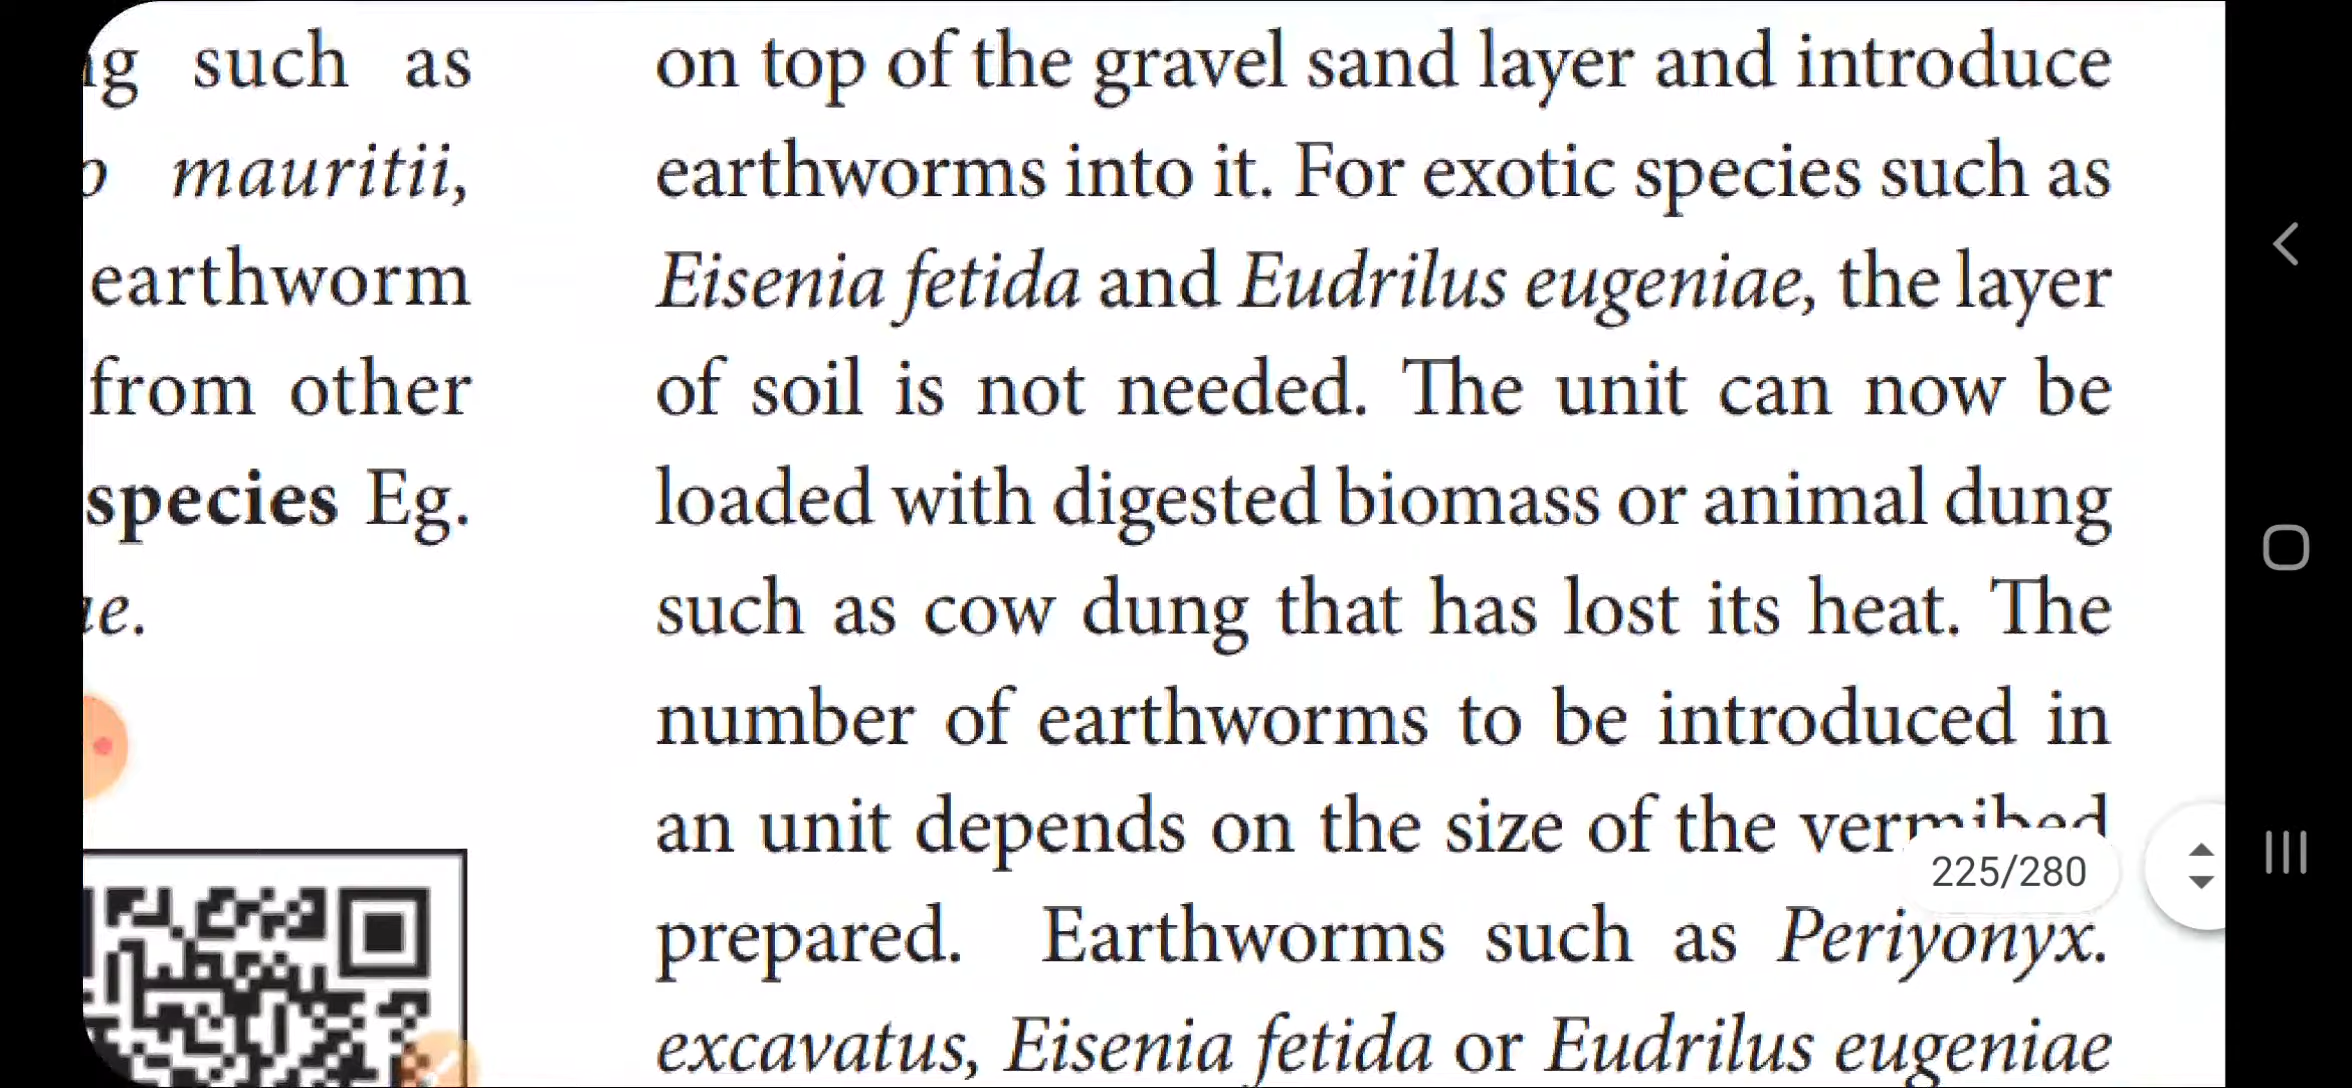 such as
mauritii,
earthworm
from other
species Eg.
on top of the gravel sand layer and introduce
earthworms into it. For exotic species such as
Eisenia fetida and Eudrilus eugeniae, the layer
of soil is not needed. The unit can now be
loaded with digested biomass or animal dung
such as cow dung that has lost its heat. The
number of earthworms to be introduced in
an unit depends on the size of the vermibed
prepared. Earthworms such as Periyonyx.
excavatus, Eisenia fetida or Eudrilus eugeniae
225/280